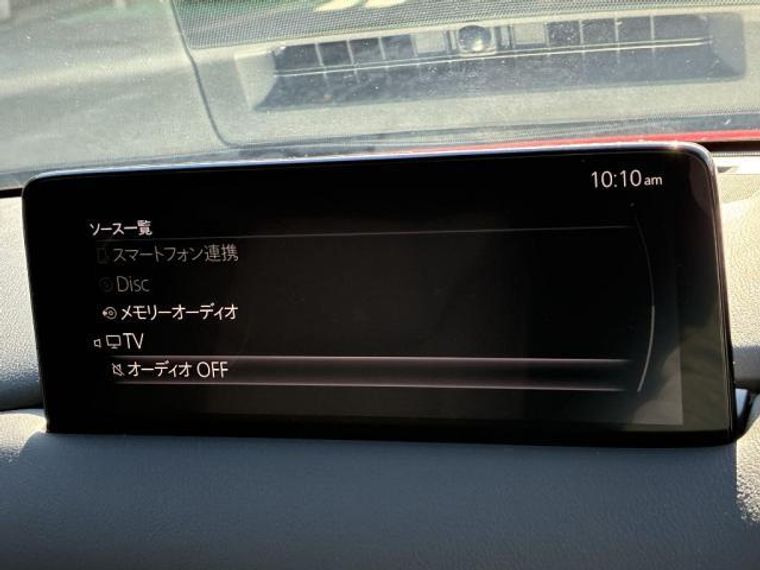 10:10am
ソース一覧
スマートフォン連携
Disc
メモリーオーディオ
TV
オーディオ OFF